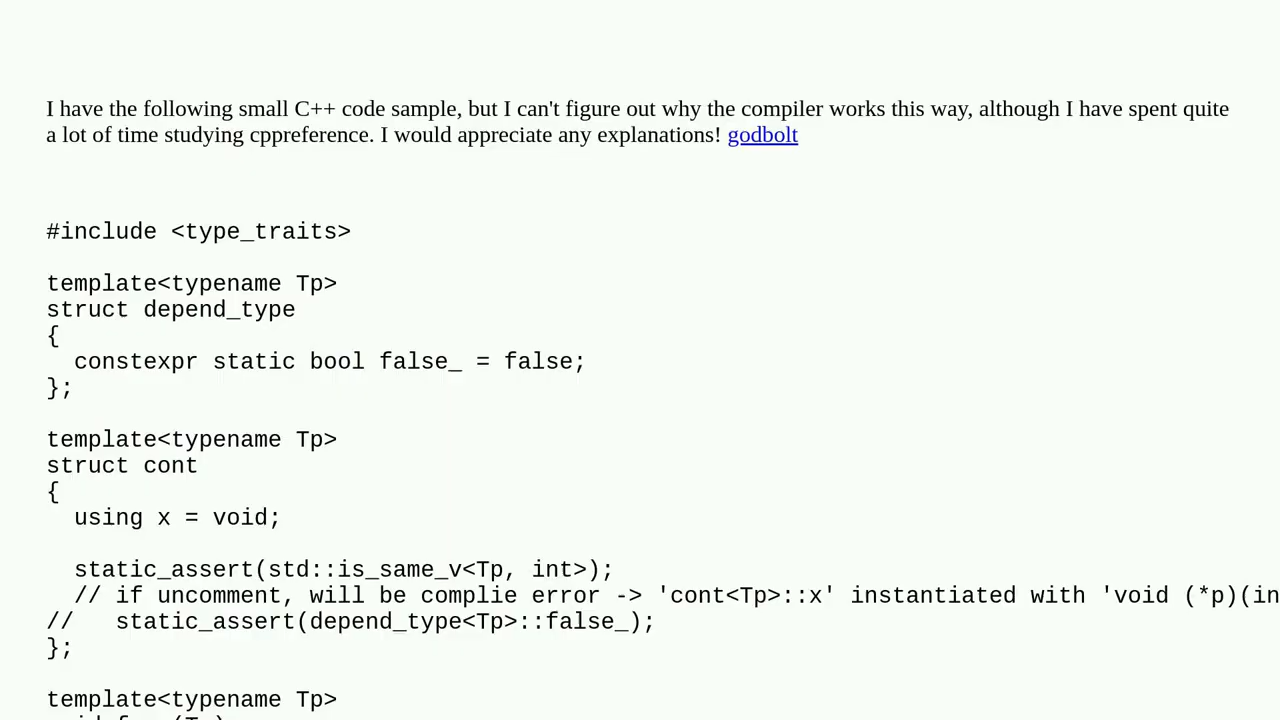 I have the following small C++ code sample, but I can't figure out why the compiler works this way, although I have spent quite
a lot of time studying cppreference. I would appreciate any explanations! godbolt
#include <type_traits>
template<typename Tp>
struct depend_type
{
  constexpr static bool false_ = false;
};
template<typename Tp>
struct cont
{
  using x = void;
  static_assert(std::is_same_v<Tp, int>);
  // if uncomment, will be complie error -> 'cont<Tp>::x' instantiated with 'void (*p)(in
//   static_assert(depend_type<Tp>::false_);
};
template<typename Tp>